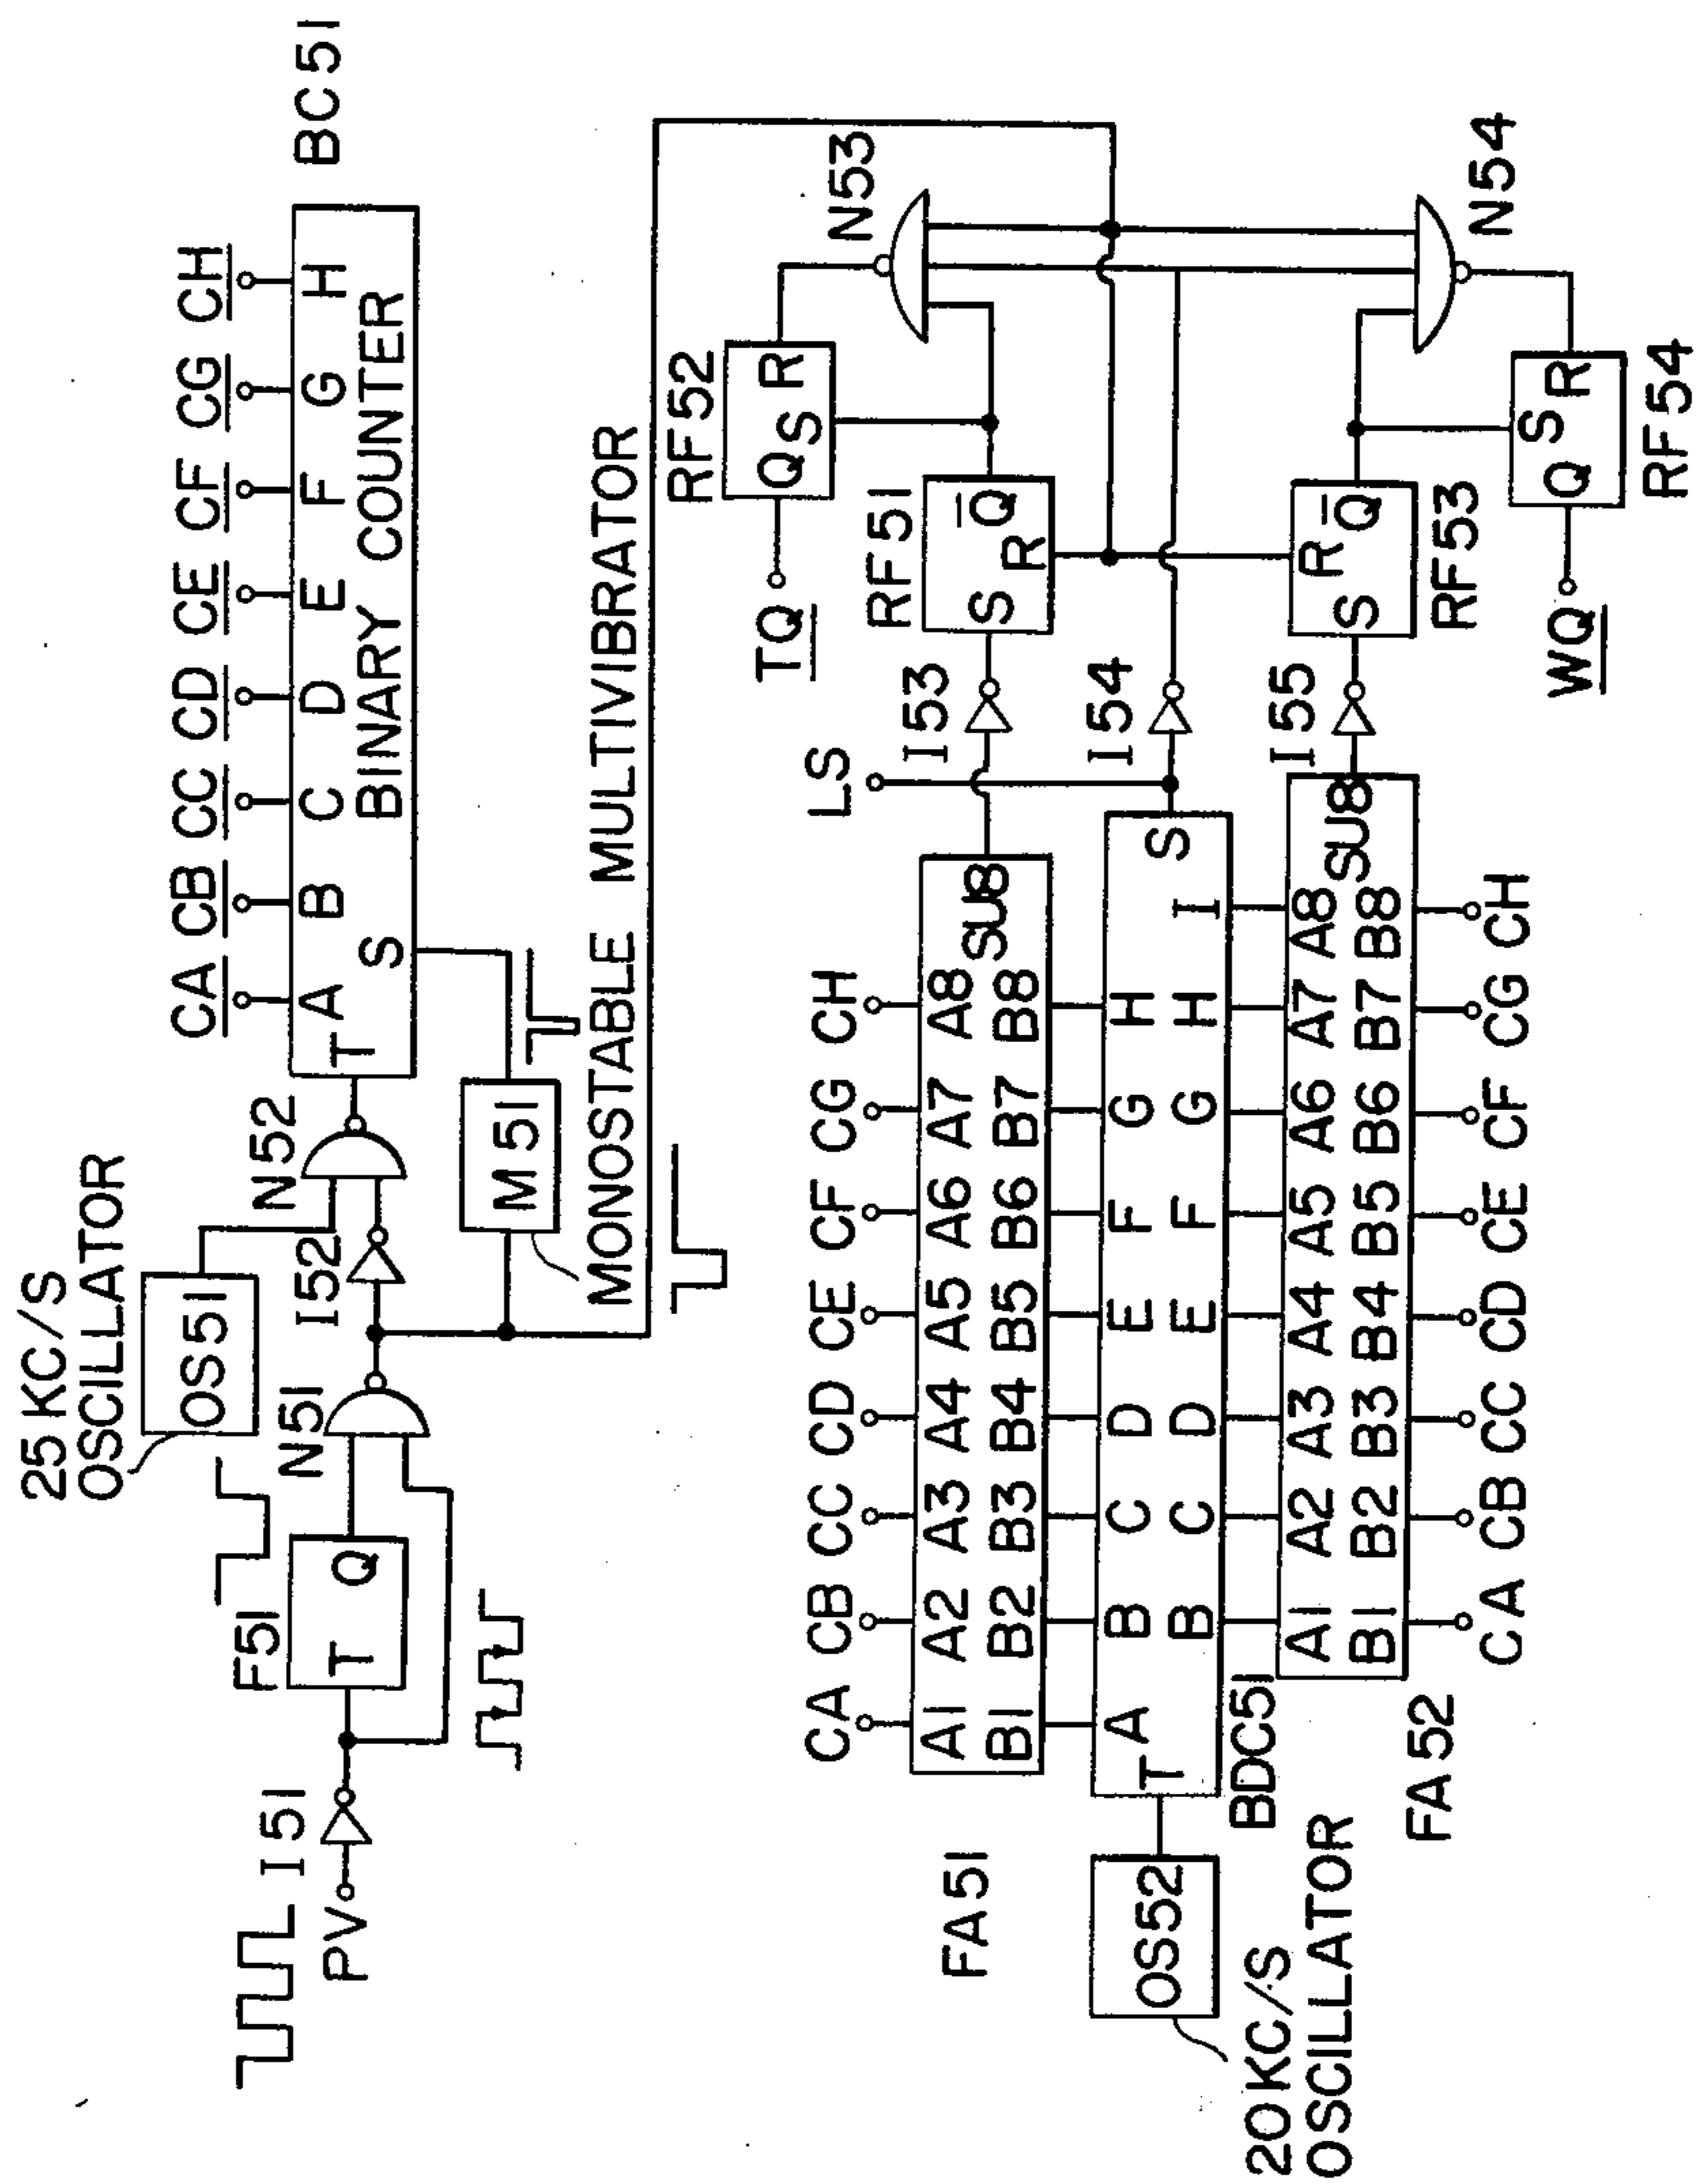 25 KC/S
OSCILLATOR
OS51
PV
I51
F51
T Q
N51
I52
N52
M51
MONOSTABLE MULTIVIBRATOR
CA CB CC CD CE CF CG CH
T A B C D E F G H
S
BINARY COUNTER
BC51
CA CB CC CD CE CF CG CH
A1 A2 A3 A4 A5 A6 A7 A8
SU8
B1 B2 B3 B4 B5 B6 B7 B8
FA51
20KC/S
OSCILLATOR
OS52
T A B C D E F G H
S
B C D E F G H I
BDC51
A1 A2 A3 A4 A5 A6 A7 A8
SU8
B1 B2 B3 B4 B5 B6 B7 B8
FA52
CA CB CC CD CE CF CG CH
LS
I53
I54
I55
TQ
RF52
Q S R
RF51
S Q̅ R
N53
R Q̅ S
RF53
WQ
Q S R
RF54
N54